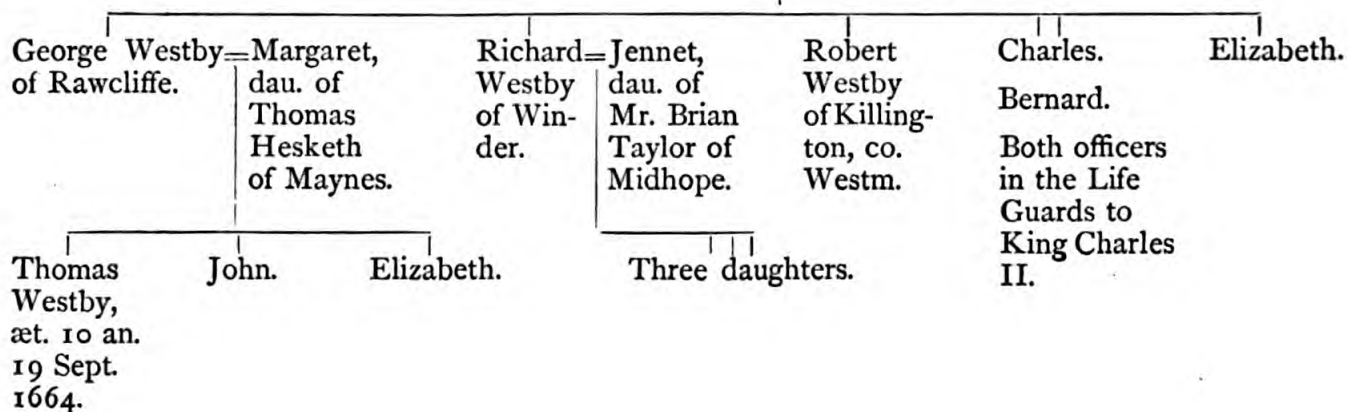 George Westby=Margaret,
of Rawcliffe. dau. of
Thomas
Hesketh
of Maynes.
Richard=Jennet,
Westby dau. of
of Win- Mr. Brian
der. Taylor of
Midhope.
Robert
Westby
of Killing-
ton, co.
Westm.
Charles.
Bernard.
Both officers
in the Life
Guards to
King Charles
II.
Elizabeth.
Thomas
Westby,
æt. 10 an.
19 Sept.
1664.
John.
Elizabeth.
Three daughters.